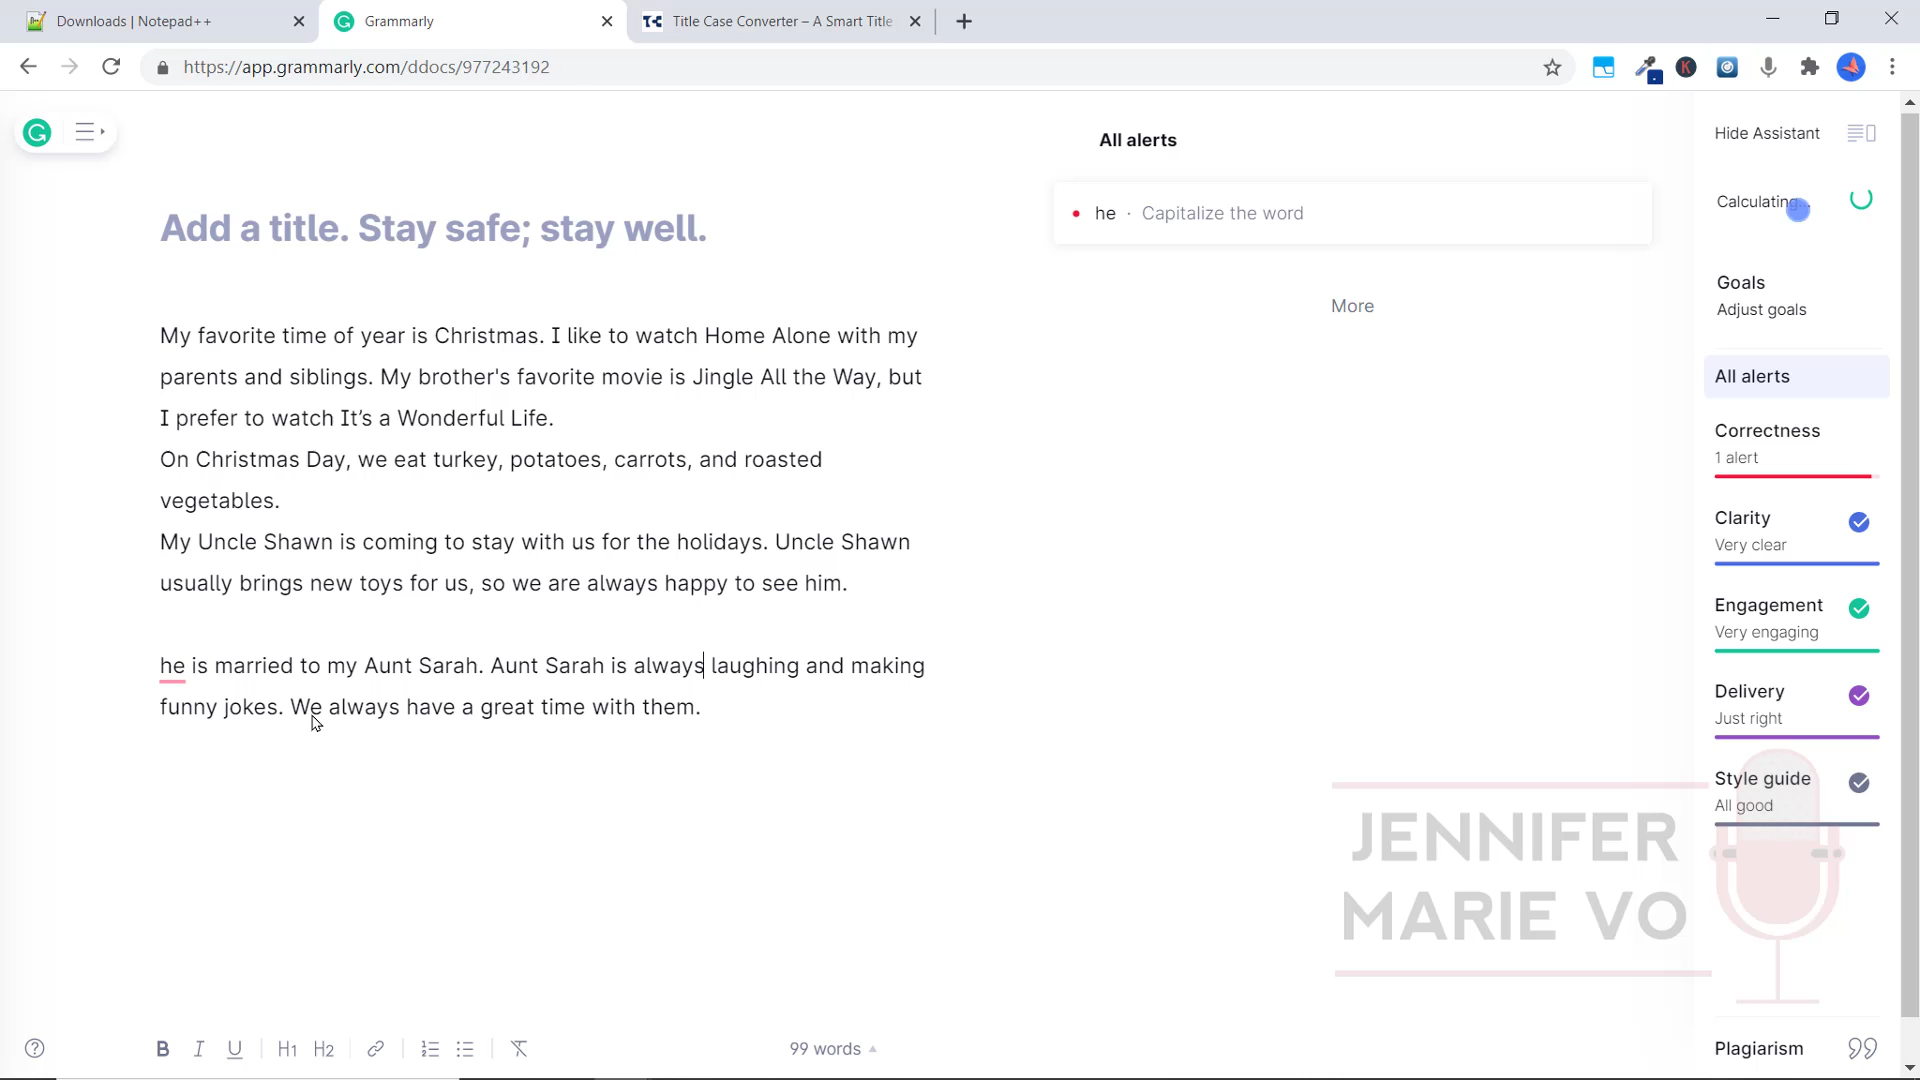 Downloads | Notepad++
Grammarly
Title Case Converter – A Smart Title
https://app.grammarly.com/ddocs/977243192
Hide Assistant
All alerts
Calculating...
he · Capitalize the word
Add a title. Stay safe; stay well.
Goals
Adjust goals
More
My favorite time of year is Christmas. I like to watch Home Alone with my
parents and siblings. My brother's favorite movie is Jingle All the Way, but
I prefer to watch It’s a Wonderful Life.
On Christmas Day, we eat turkey, potatoes, carrots, and roasted
vegetables.
My Uncle Shawn is coming to stay with us for the holidays. Uncle Shawn
usually brings new toys for us, so we are always happy to see him.
he is married to my Aunt Sarah. Aunt Sarah is always laughing and making
funny jokes. We always have a great time with them.
All alerts
Correctness
1 alert
Clarity
Very clear
Engagement
Very engaging
Delivery
Just right
Style guide
All good
JENNIFER
MARIE VO
B I U H1 H2
99 words
Plagiarism